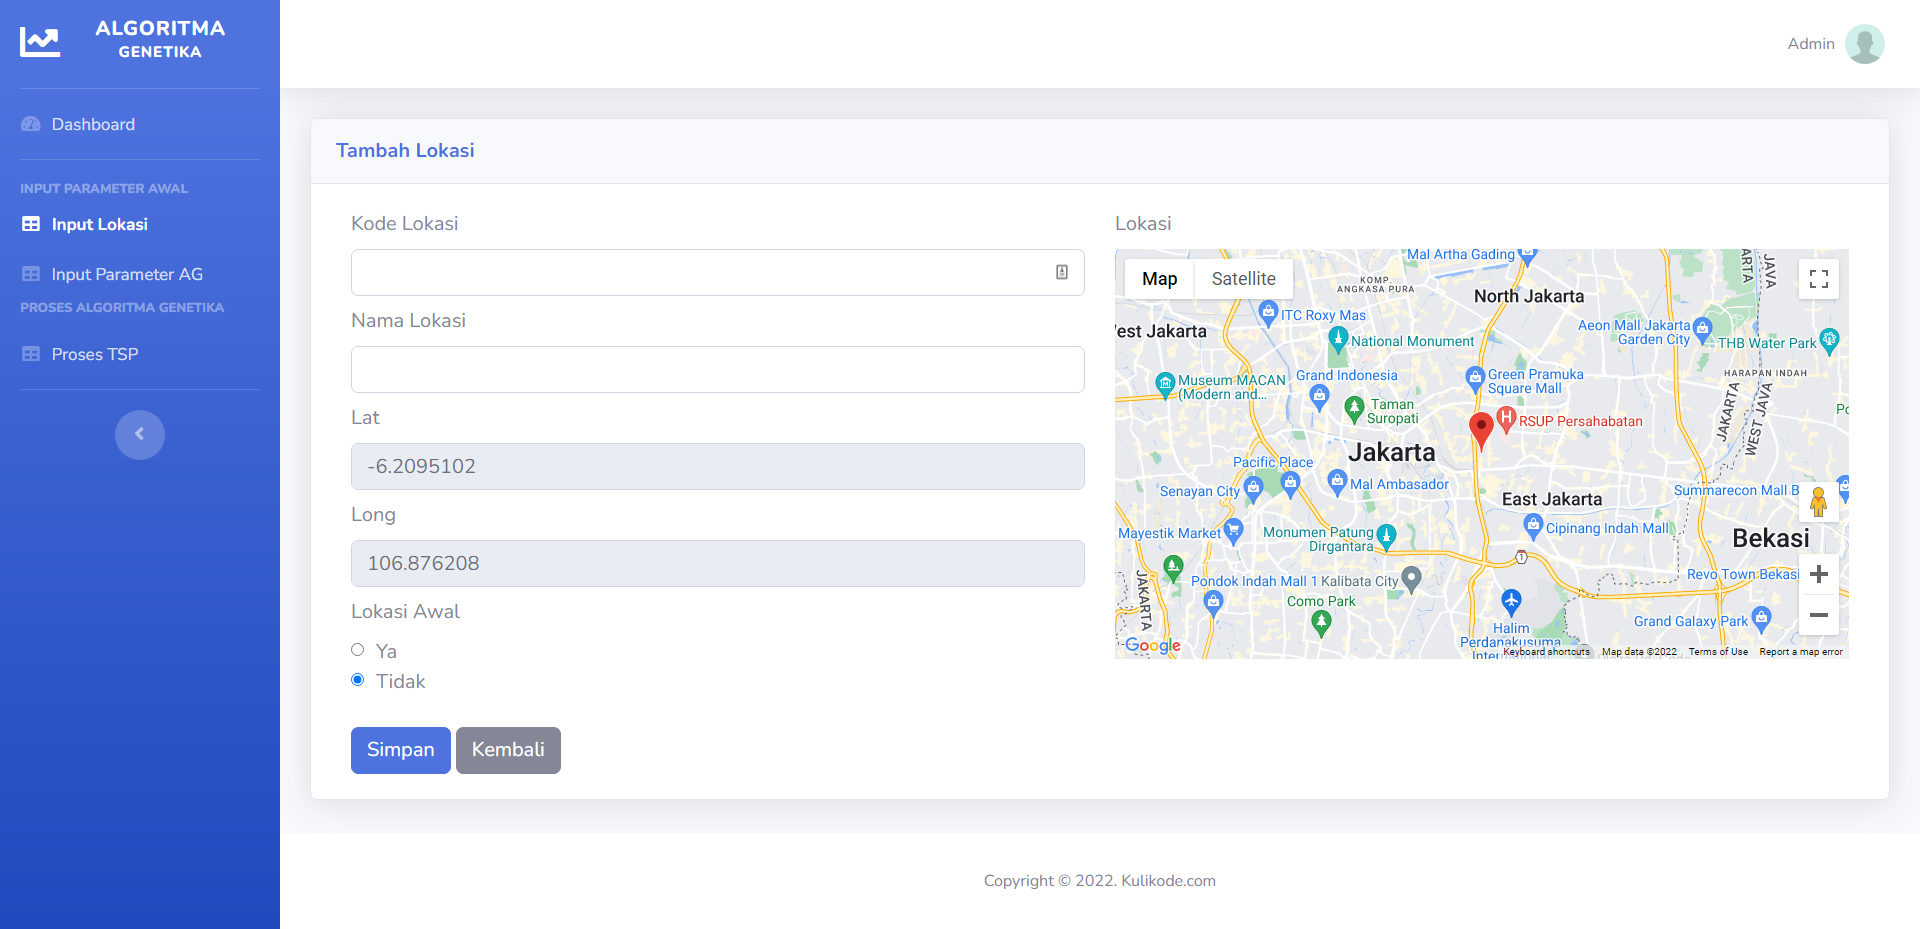 ALGORITMA
GENETIKA
Admin
Dashboard
INPUT PARAMETER AWAL
Input Lokasi
Input Parameter AG
PROSES ALGORITMA GENETIKA
Proses TSP
Tambah Lokasi
Kode Lokasi
Nama Lokasi
Lat
-6.2095102
Long
106.876208
Lokasi Awal
Ya
Tidak
Simpan
Kembali
Lokasi
Map
Satellite
Mal Artha Gading
KOMP.
ANGKASA PURA
North Jakarta
ITC Roxy Mas
est Jakarta
National Monument
Aeon Mall Jakarta
Garden City
THB Water Park
JAVA
Museum MACAN
(Modern and...
Grand Indonesia
Green Pramuka
Square Mall
HARAPAN INDAH
Taman
Suropati
RSUP Persahabatan
JAKARTA
WEST JAVA
Jakarta
Pacific Place
Senayan City
Mal Ambasador
East Jakarta
Summarecon Mall B
Mayestik Market
Monumen Patung
Dirgantara
Cipinang Indah Mall
Bekasi
1
JAKARTA
Pondok Indah Mall 1
Kalibata City
Revo Town Bekasi
Como Park
Halim
Perdanakusuma
Grand Galaxy Park
Google
Keyboard shortcuts
Map data ©2022
Terms of Use
Report a map error
Copyright © 2022. Kulikode.com